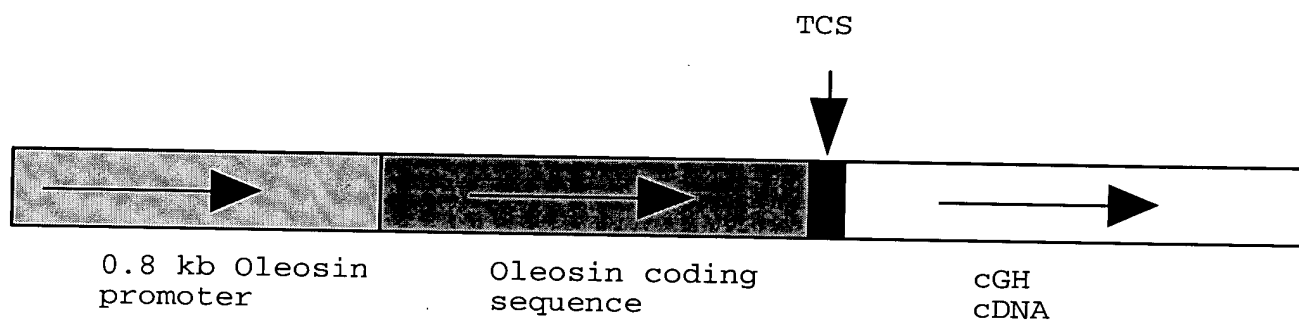 TCS
0.8 kb Oleosin
promoter
Oleosin coding
sequence
cGH
cDNA